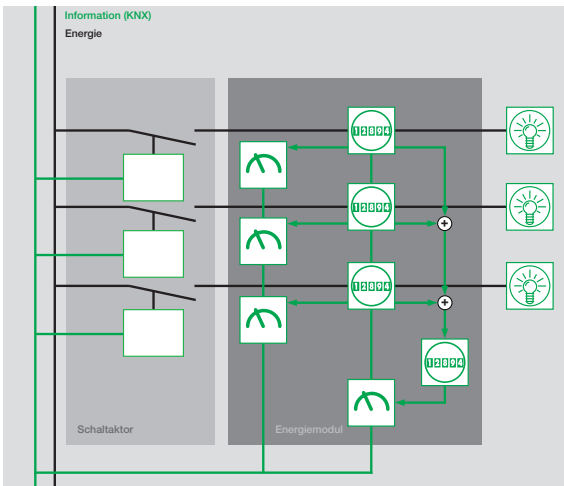 Information (KNX)
Energie
12894
12894
12894
12894
Schaltaktor
Energiemodul